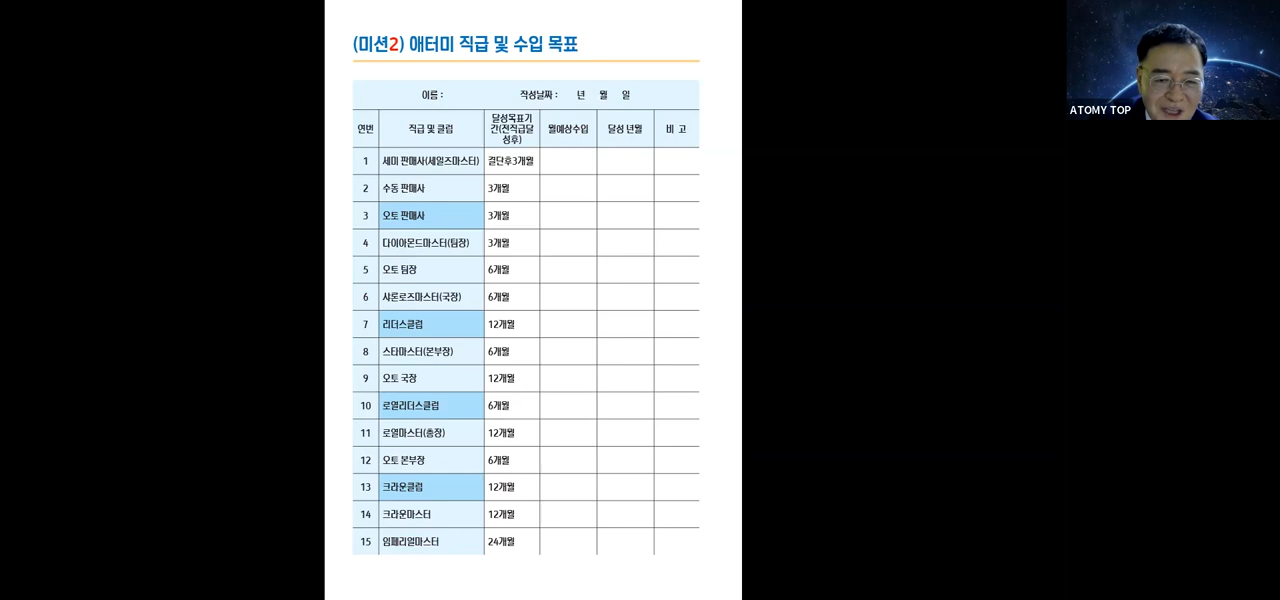 (미션2) 애터미 직급 및 수입 목표
ATOMY TOP
이름 : 작성날짜 : 년 월 일
연번 직급 및 클럽 달성목표기간(전직급달성후) 월예상수입 달성 년월 비 고
1 세미 판매사(세일즈마스터) 결단후3개월
2 수동 판매사 3개월
3 오토 판매사 3개월
4 다이아몬드마스터(팀장) 3개월
5 오토 팀장 6개월
6 샤론로즈마스터(국장) 6개월
7 리더스클럽 12개월
8 스타마스터(본부장) 6개월
9 오토 국장 12개월
10 로열리더스클럽 6개월
11 로열마스터(총장) 12개월
12 오토 본부장 6개월
13 크라운클럽 12개월
14 크라운마스터 12개월
15 임페리얼마스터 24개월